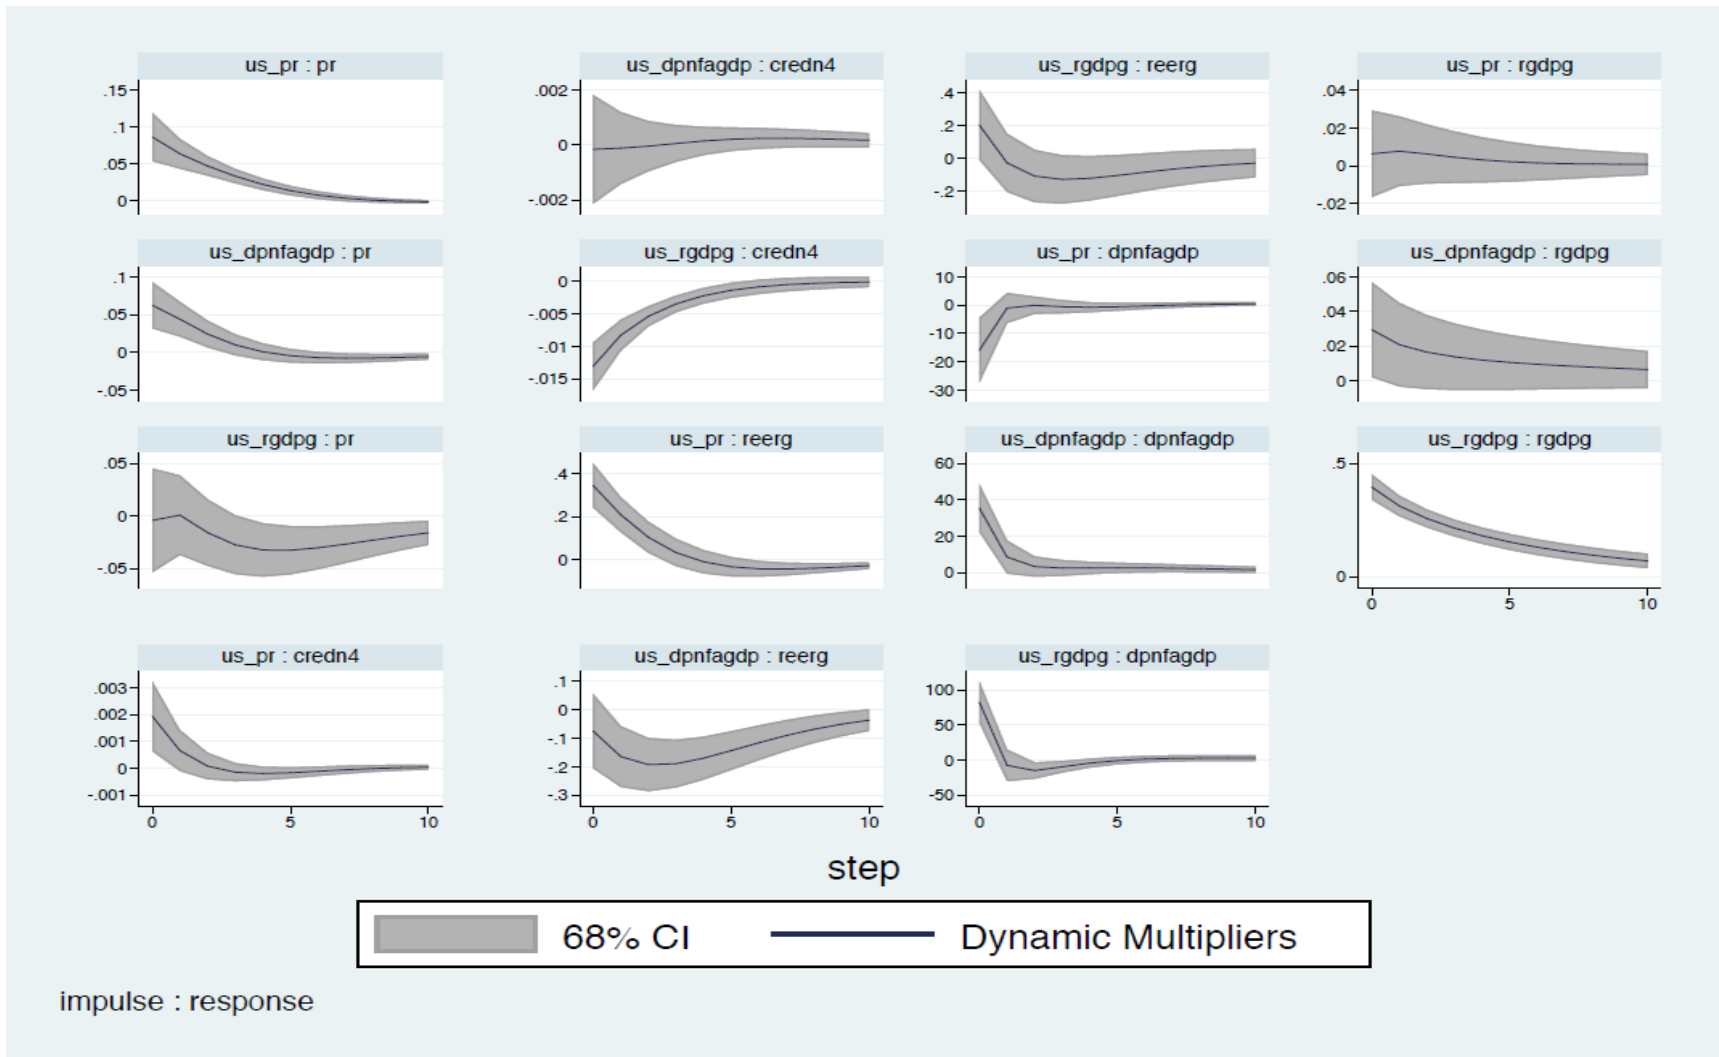 us_pr : pr
us_dpnfagdp : credn4
us_rgdpg : reerg
us_pr : rgdpg
.15
.1
.05
0
.002
0
-.002
.4
.2
0
-.2
.04
.02
0
-.02
us_dpnfagdp : pr
us_rgdpg : credn4
us_pr : dpnfagdp
us_dpnfagdp : rgdpg
.1
.05
0
-.05
0
-.005
-.01
-.015
10
0
-10
-20
-30
.06
.04
.02
0
us_rgdpg : pr
us_pr : reerg
us_dpnfagdp : dpnfagdp
us_rgdpg : rgdpg
.05
0
-.05
.4
.2
0
60
40
20
0
.5
0
0 5 10
us_pr : credn4
us_dpnfagdp : reerg
us_rgdpg : dpnfagdp
.003
.002
.001
0
-.001
.1
0
-.1
-.2
-.3
100
50
0
-50
0 5 10
0 5 10
0 5 10
step
68% CI
Dynamic Multipliers
impulse : response